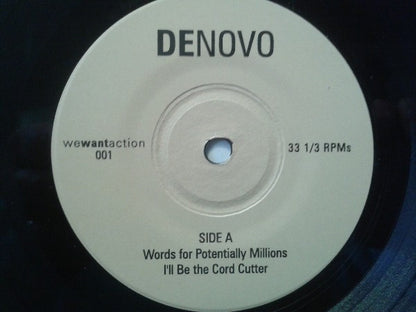 DENOVO
wewantaction
001
33 1/3 RPMs
SIDE A
Words for Potentially Millions
I'll Be the Cord Cutter